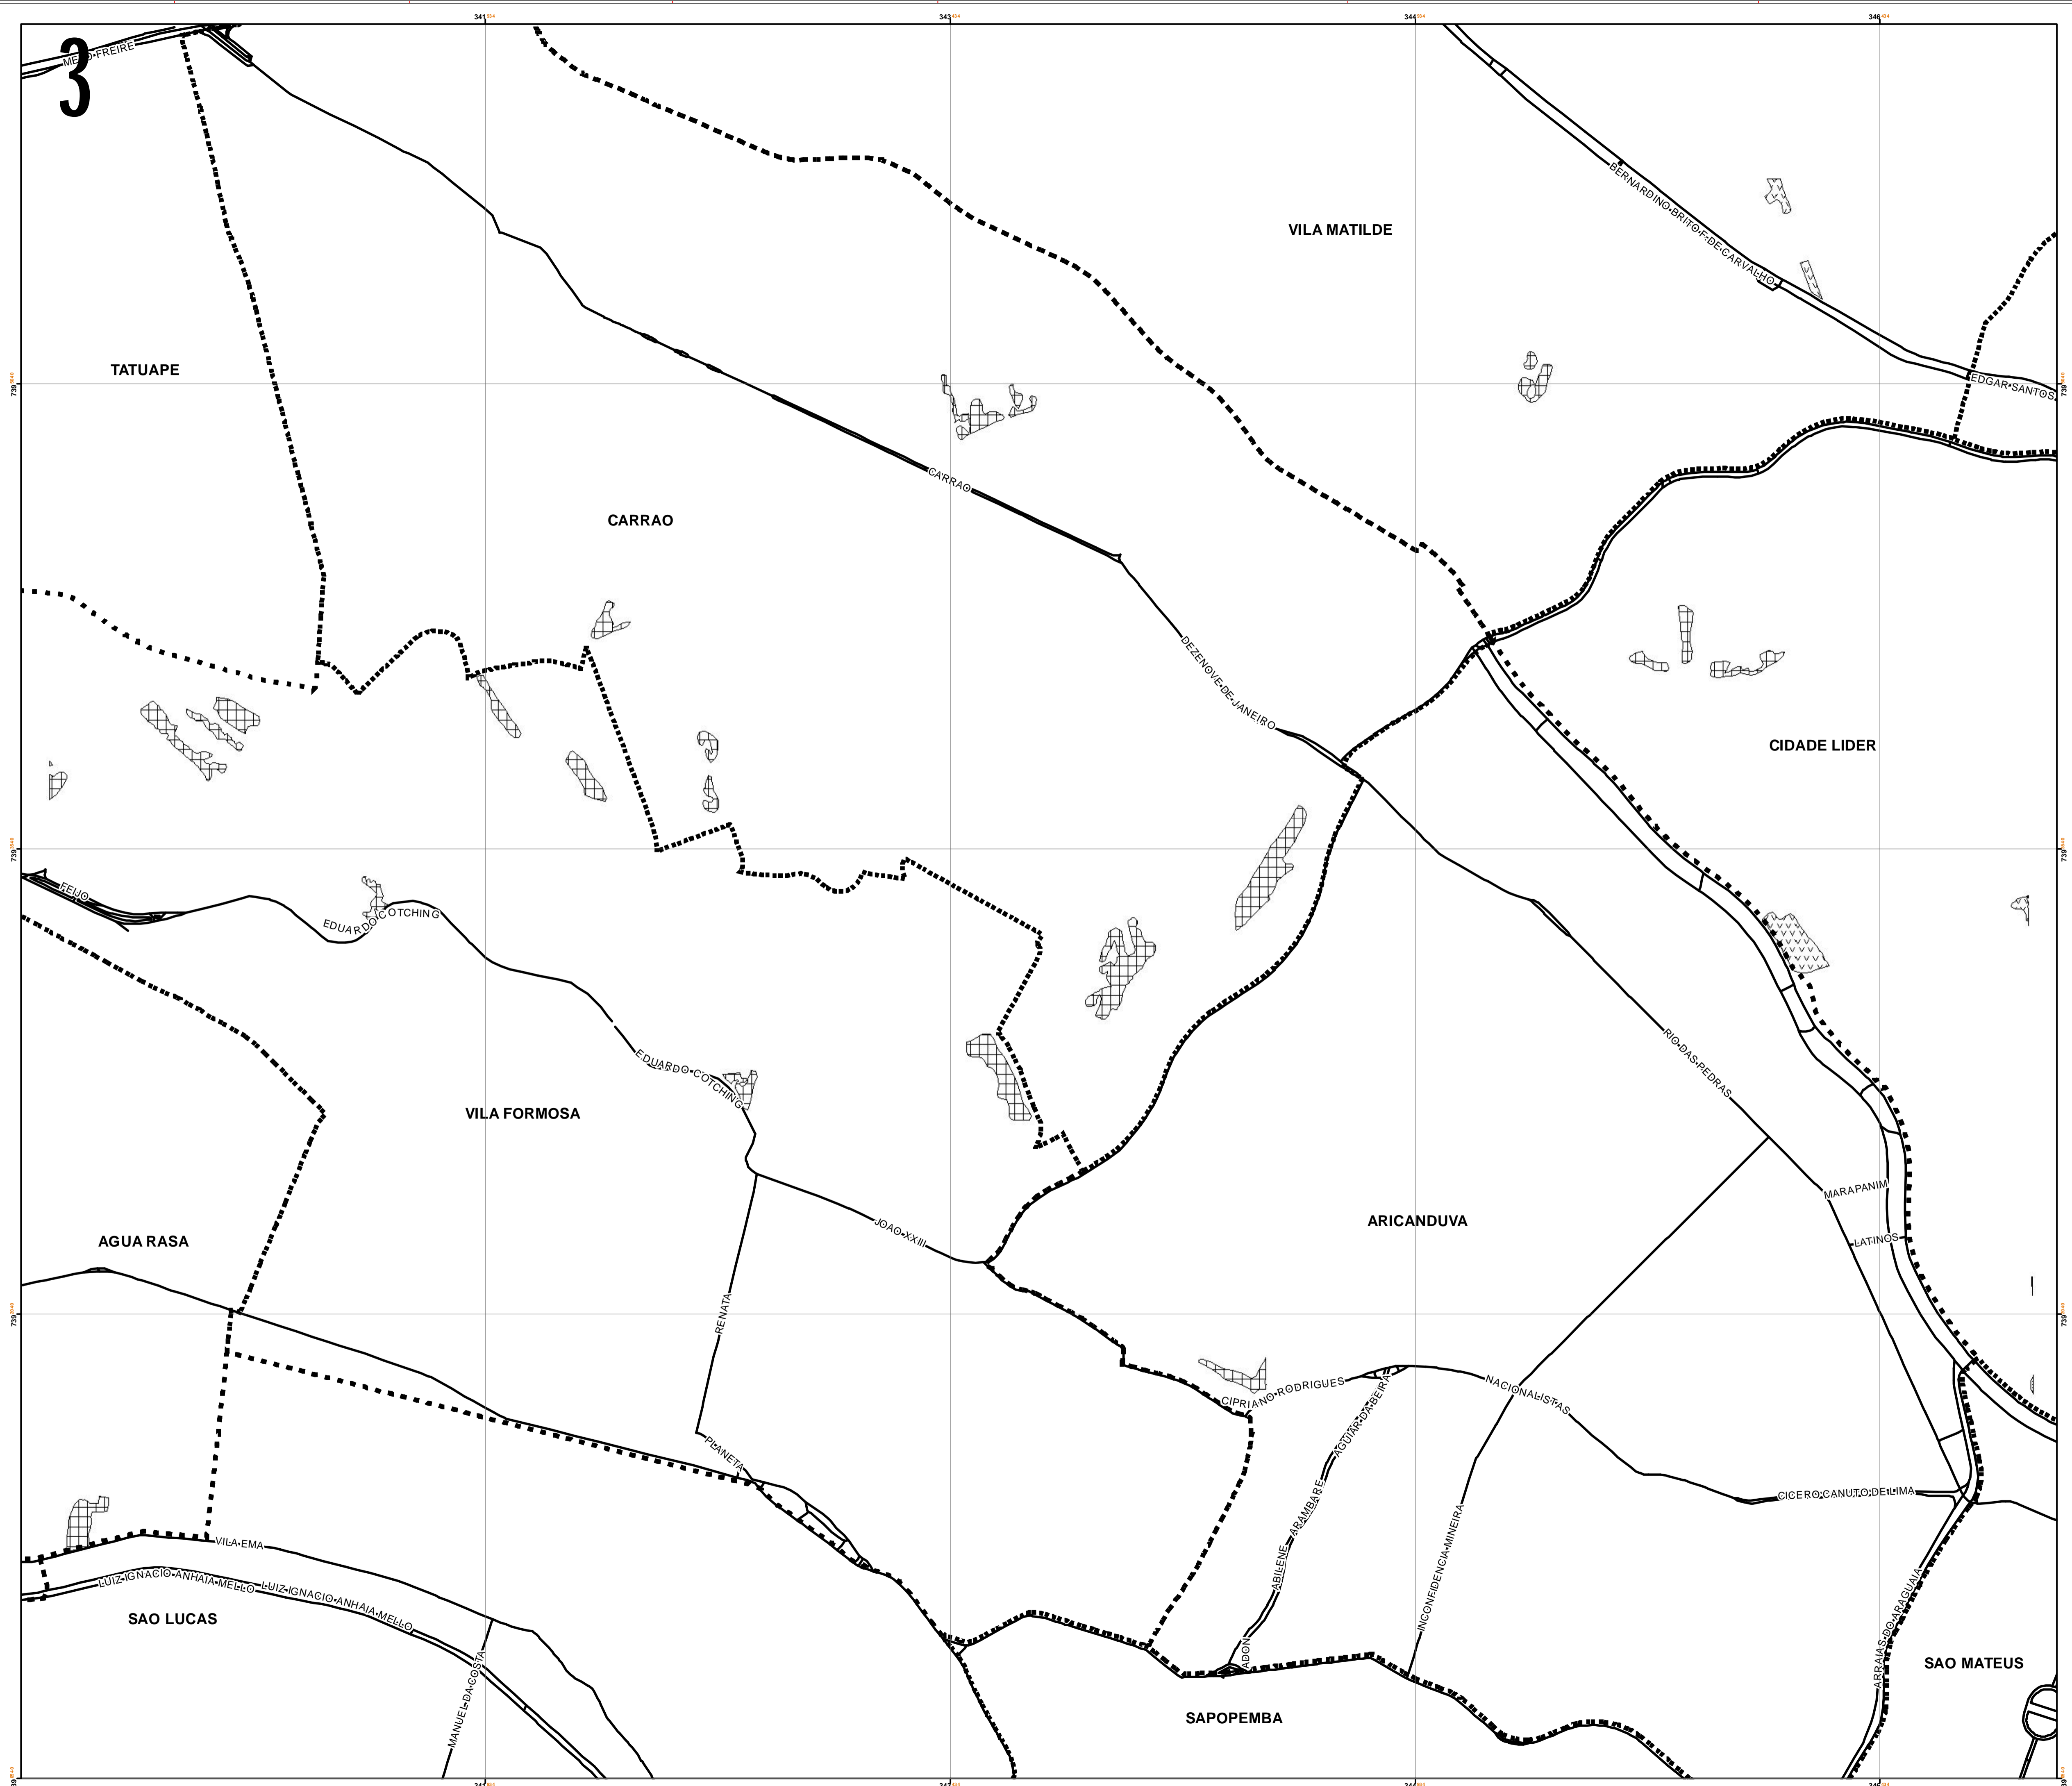 3
MELO FREIRE
BERNARDINO BRITO F. DE CARVALHO
VILA MATILDE
TATUAPE
EDGAR SANTOS
CARRAO
CARRAO
DEZENOVE DE JANEIRO
CIDADE LIDER
FEIJO
EDUARDO COTCHING
EDUARDO COTCHING
RIO DAS PEDRAS
VILA FORMOSA
MARAPANIM
ARICANDUVA
JOAO XXIII
LATINOS
AGUA RASA
RENATA
CIPRIANO RODRIGUES
AGUIAR DA BEIRA
NACIONALISTAS
PLANETA
CICERO CANUTO DE LIMA
ARAMBARE
VILA EMA
ABILENE
INCONFIDENCIA MINEIRA
LUIZ IGNACIO ANHAIA MELLO
LUIZ IGNACIO ANHAIA MELLO
SAO LUCAS
ARRAIAS DO ARAGUAIA
ADON
MANUEL DA COSTA
SAO MATEUS
SAPOPEMBA